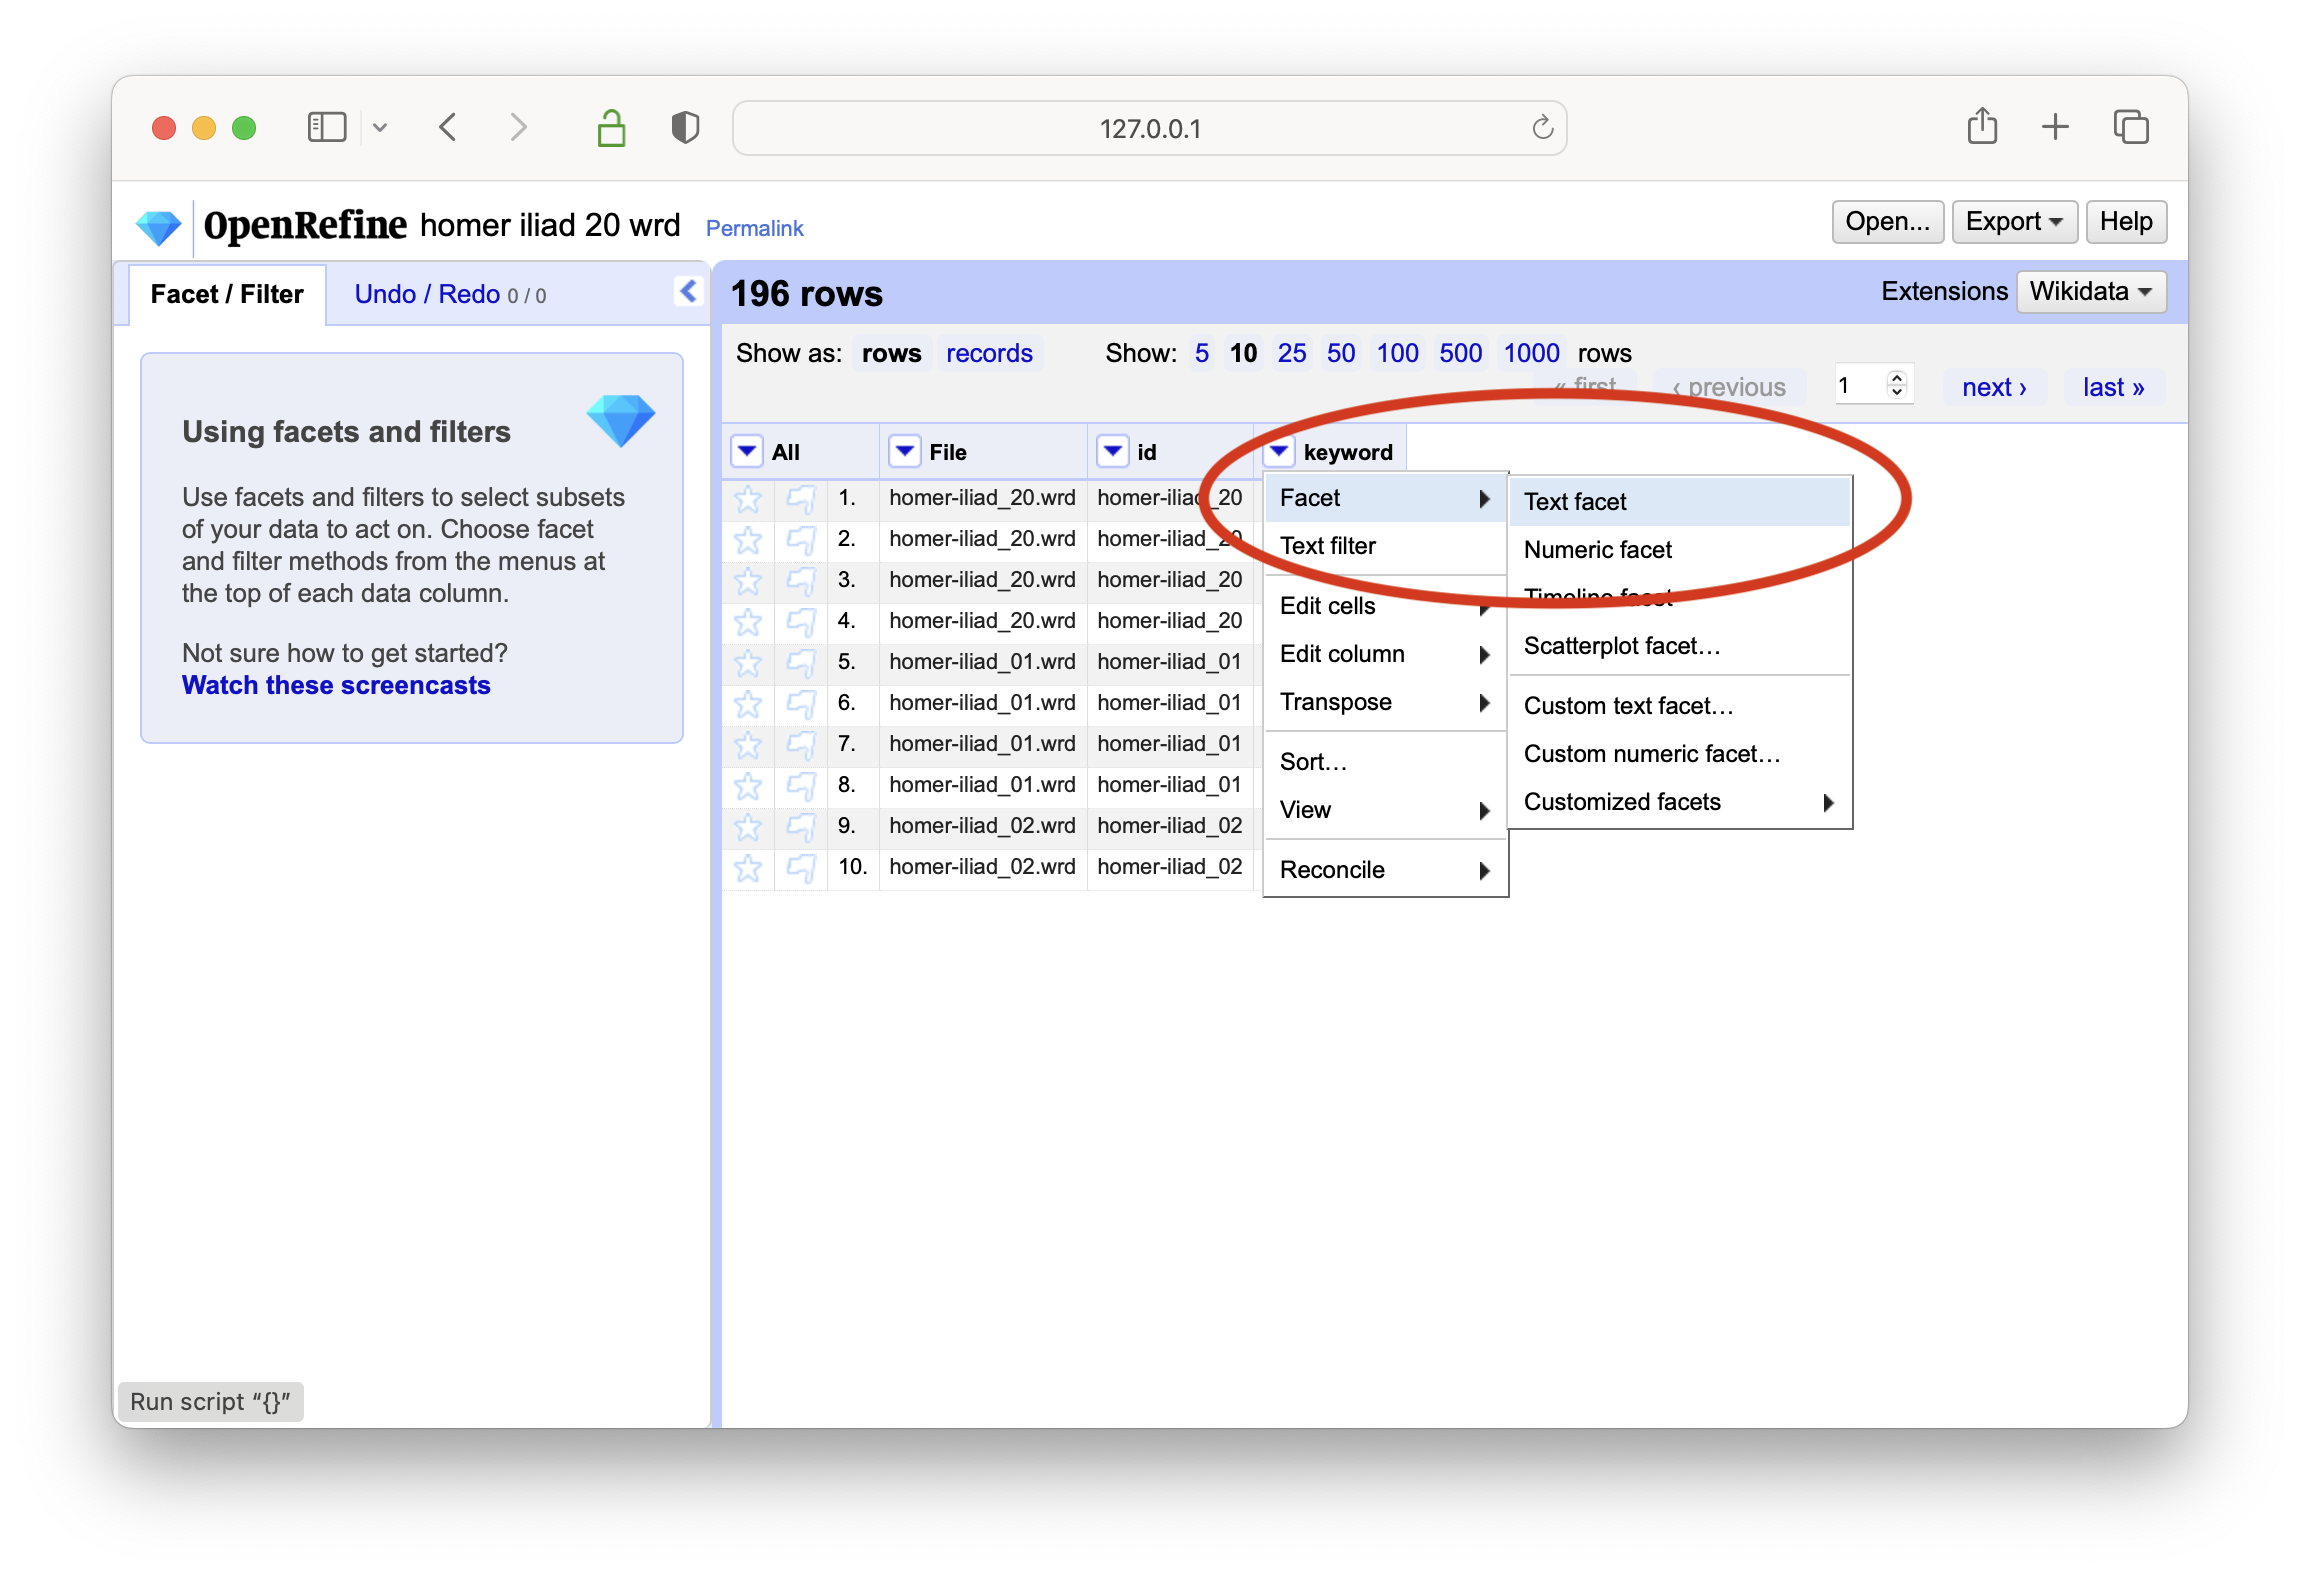 127.0.0.1
OpenRefine homer iliad 20 wrd Permalink
Open... Export Help
Facet / Filter Undo / Redo 0 / 0
196 rows
Extensions Wikidata
Show as: rows records Show: 5 10 25 50 100 500 1000 rows
« first ‹ previous 1 next › last »
Using facets and filters
Use facets and filters to select subsets
of your data to act on. Choose facet
and filter methods from the menus at
the top of each data column.
Not sure how to get started?
Watch these screencasts
All File id keyword
1. homer-iliad_20.wrd homer-iliad_20
2. homer-iliad_20.wrd homer-iliad_20
3. homer-iliad_20.wrd homer-iliad_20
4. homer-iliad_20.wrd homer-iliad_20
5. homer-iliad_01.wrd homer-iliad_01
6. homer-iliad_01.wrd homer-iliad_01
7. homer-iliad_01.wrd homer-iliad_01
8. homer-iliad_01.wrd homer-iliad_01
9. homer-iliad_02.wrd homer-iliad_02
10. homer-iliad_02.wrd homer-iliad_02
Facet
Text filter
Edit cells
Edit column
Transpose
Sort…
View
Reconcile
Text facet
Numeric facet
Timeline facet
Scatterplot facet…
Custom text facet…
Custom numeric facet…
Customized facets
Run script “{}”